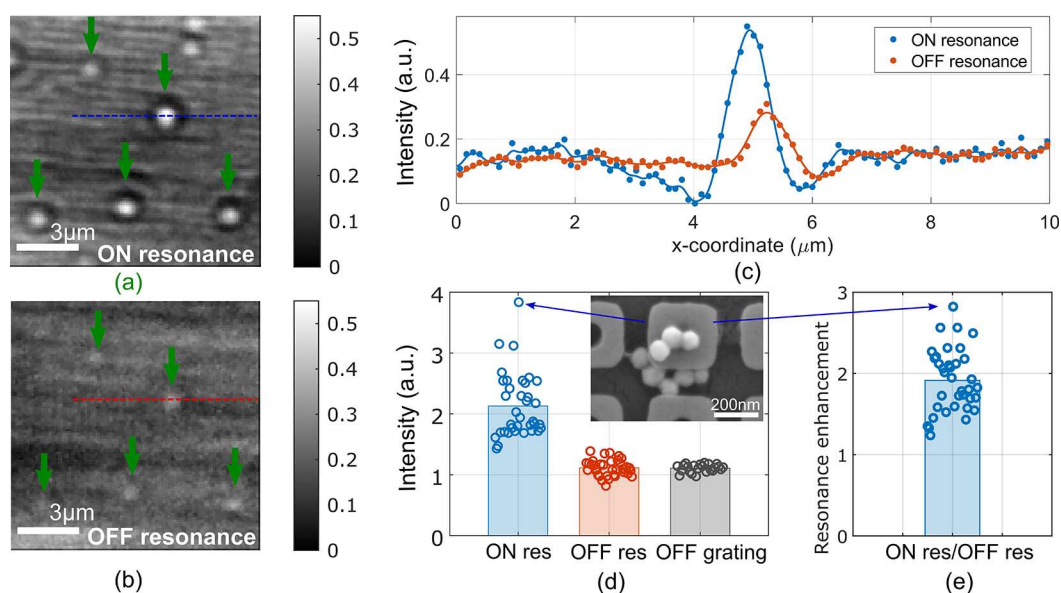 0.5
0.4
0.3
0.2
0.1
0
3μm
ON resonance
(a)
0.5
0.4
0.3
0.2
0.1
0
3μm
OFF resonance
(b)
Intensity (a.u.)
0.4
0.2
0
0
2
4
6
8
10
x-coordinate (μm)
ON resonance
OFF resonance
(c)
Intensity (a.u.)
4
3
2
1
0
ON res
OFF res
OFF grating
200nm
(d)
Resonance enhancement
3
2
1
0
ON res/OFF res
(e)